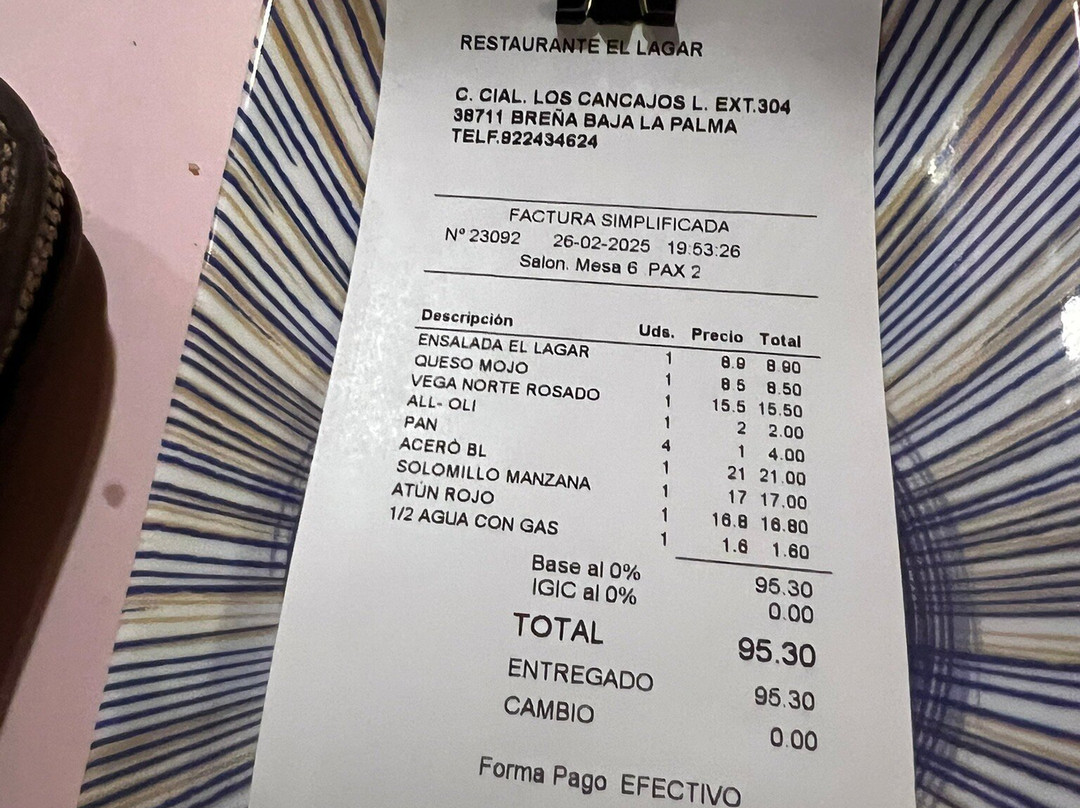 RESTAURANTE EL LAGAR
C. CIAL. LOS CANCAJOS L. EXT.304
38711 BREÑA BAJA LA PALMA
TELF.822434624
FACTURA SIMPLIFICADA
Nº 23092 26-02-2025 19:53:26
Salon. Mesa 6 PAX 2
Descripción Uds. Precio Total
ENSALADA EL LAGAR 1 8.9 8.90
QUESO MOJO 1 8.5 8.50
VEGA NORTE ROSADO 1 15.5 15.50
ALL- OLI 1 2 2.00
PAN 4 1 4.00
ACERÒ BL 1 21 21.00
SOLOMILLO MANZANA 1 17 17.00
ATÚN ROJO 1 16.8 16.80
1/2 AGUA CON GAS 1 1.6 1.60
Base al 0% 95.30
IGIC al 0% 0.00
TOTAL 95.30
ENTREGADO 95.30
CAMBIO 0.00
Forma Pago EFECTIVO